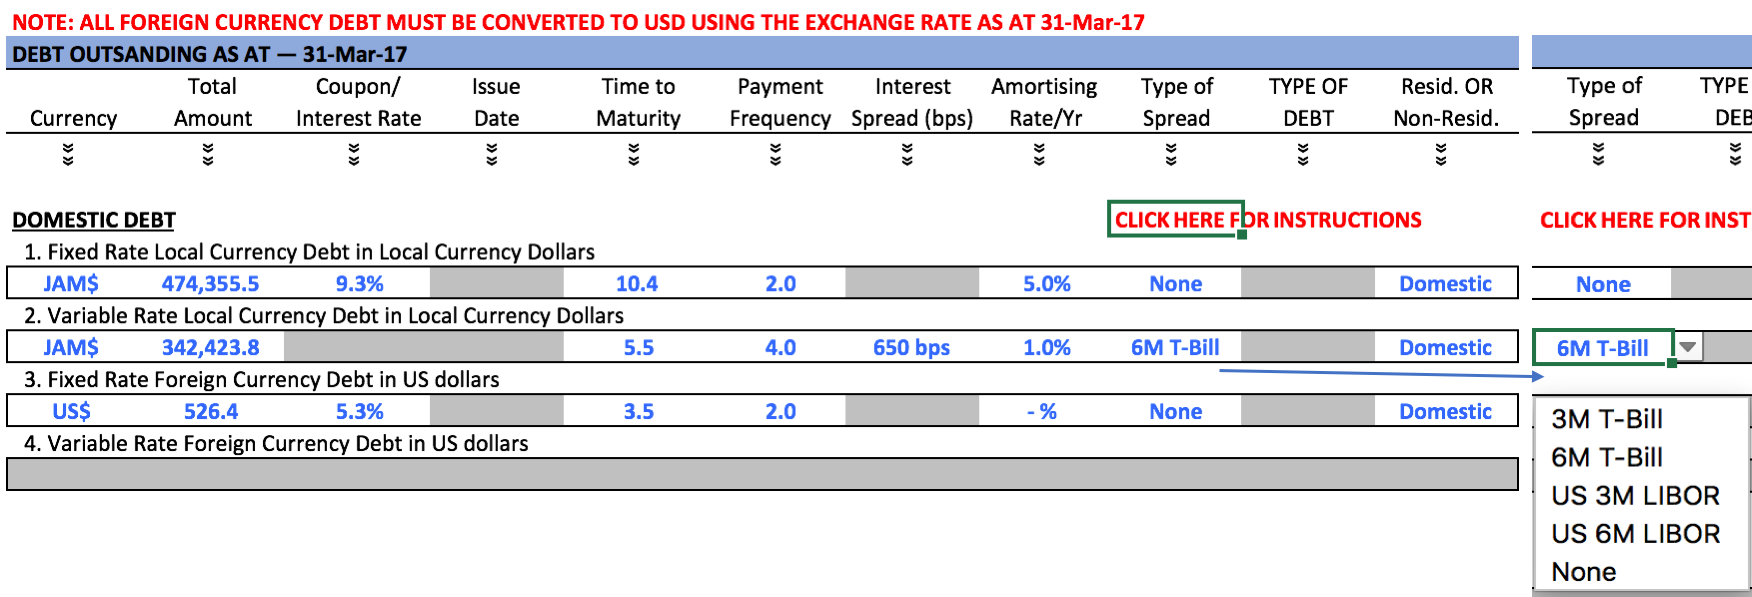 NOTE: ALL FOREIGN CURRENCY DEBT MUST BE CONVERTED TO USD USING THE EXCHANGE RATE AS AT 31-Mar-17
DEBT OUTSANDING AS AT — 31-Mar-17
Total Coupon/ Issue Time to Payment Interest Amortising Type of TYPE OF Resid. OR Type of TYPE
Currency Amount Interest Rate Date Maturity Frequency Spread (bps) Rate/Yr Spread DEBT Non-Resid. Spread DEB
DOMESTIC DEBT CLICK HERE FOR INSTRUCTIONS CLICK HERE FOR INST
1. Fixed Rate Local Currency Debt in Local Currency Dollars
JAM$ 474,355.5 9.3% 10.4 2.0 5.0% None Domestic None
2. Variable Rate Local Currency Debt in Local Currency Dollars
JAM$ 342,423.8 5.5 4.0 650 bps 1.0% 6M T-Bill Domestic 6M T-Bill
3. Fixed Rate Foreign Currency Debt in US dollars
US$ 526.4 5.3% 3.5 2.0 - % None Domestic
4. Variable Rate Foreign Currency Debt in US dollars
3M T-Bill
6M T-Bill
US 3M LIBOR
US 6M LIBOR
None